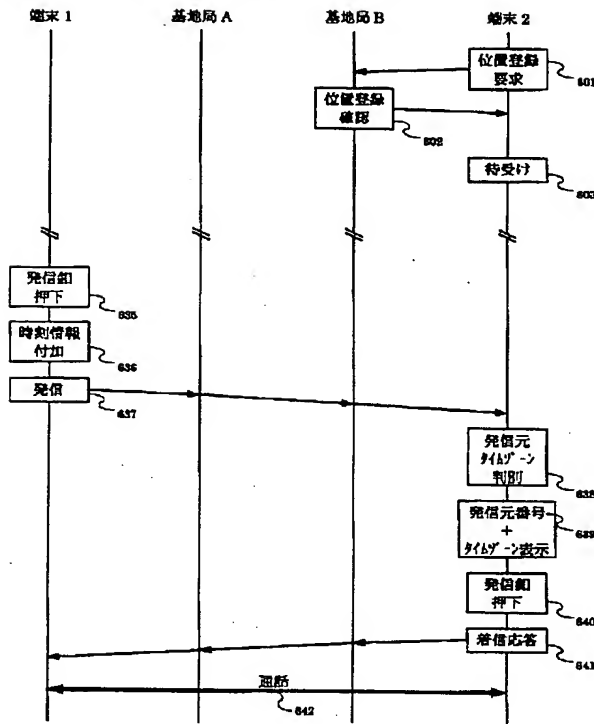 端末 1 基地局 A 基地局 B 端末 2
位置登録
要求
601
位置登録
確認
602
待受け
603
発信釦
押下
635
時刻情報
付加
636
発信
637
発信元
ﾀｲﾑｿﾞｰﾝ
判別
638
発信元番号
+
ﾀｲﾑｿﾞｰﾝ表示
639
発信釦
押下
640
着信応答
641
通話
642